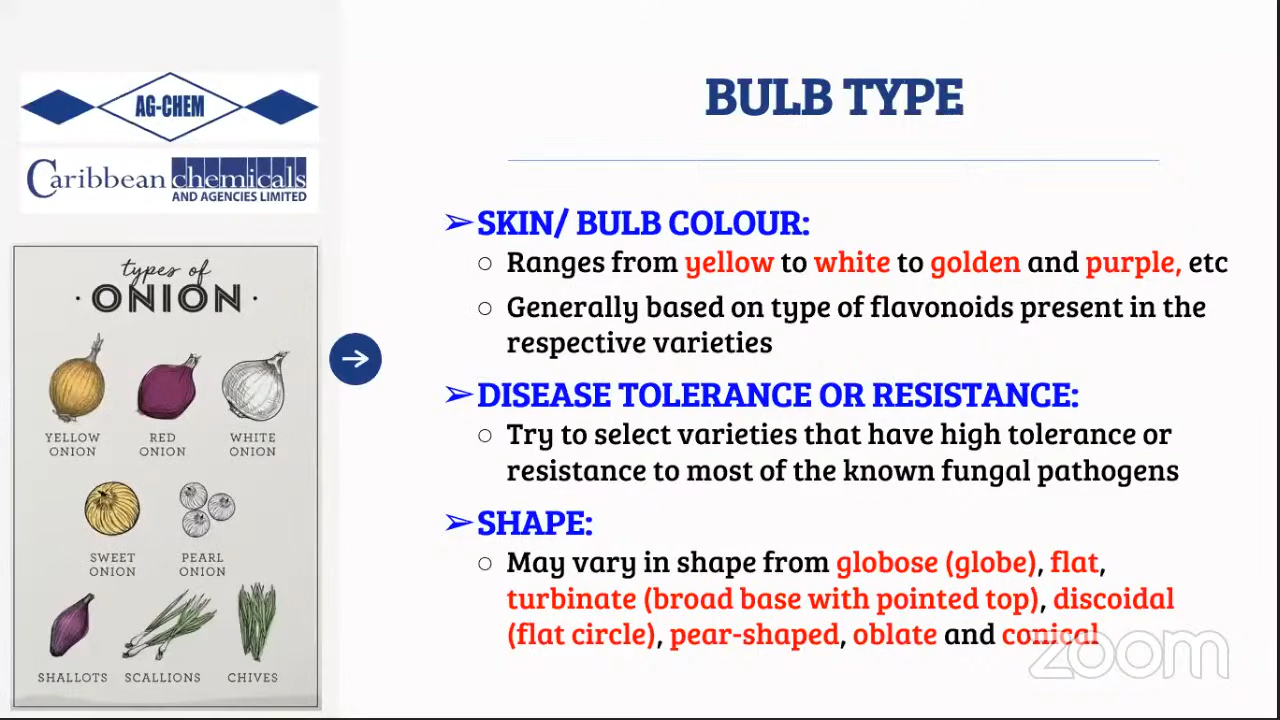 AG-CHEM
Caribbean chemicals
AND AGENCIES LIMITED
types of
· ONION ·
YELLOW ONION
RED ONION
WHITE ONION
SWEET ONION
PEARL ONION
SHALLOTS
SCALLIONS
CHIVES
BULB TYPE
➢SKIN/ BULB COLOUR:
○ Ranges from yellow to white to golden and purple, etc
○ Generally based on type of flavonoids present in the
respective varieties
➢DISEASE TOLERANCE OR RESISTANCE:
○ Try to select varieties that have high tolerance or
resistance to most of the known fungal pathogens
➢SHAPE:
○ May vary in shape from globose (globe), flat,
turbinate (broad base with pointed top), discoidal
(flat circle), pear-shaped, oblate and conical
zoom